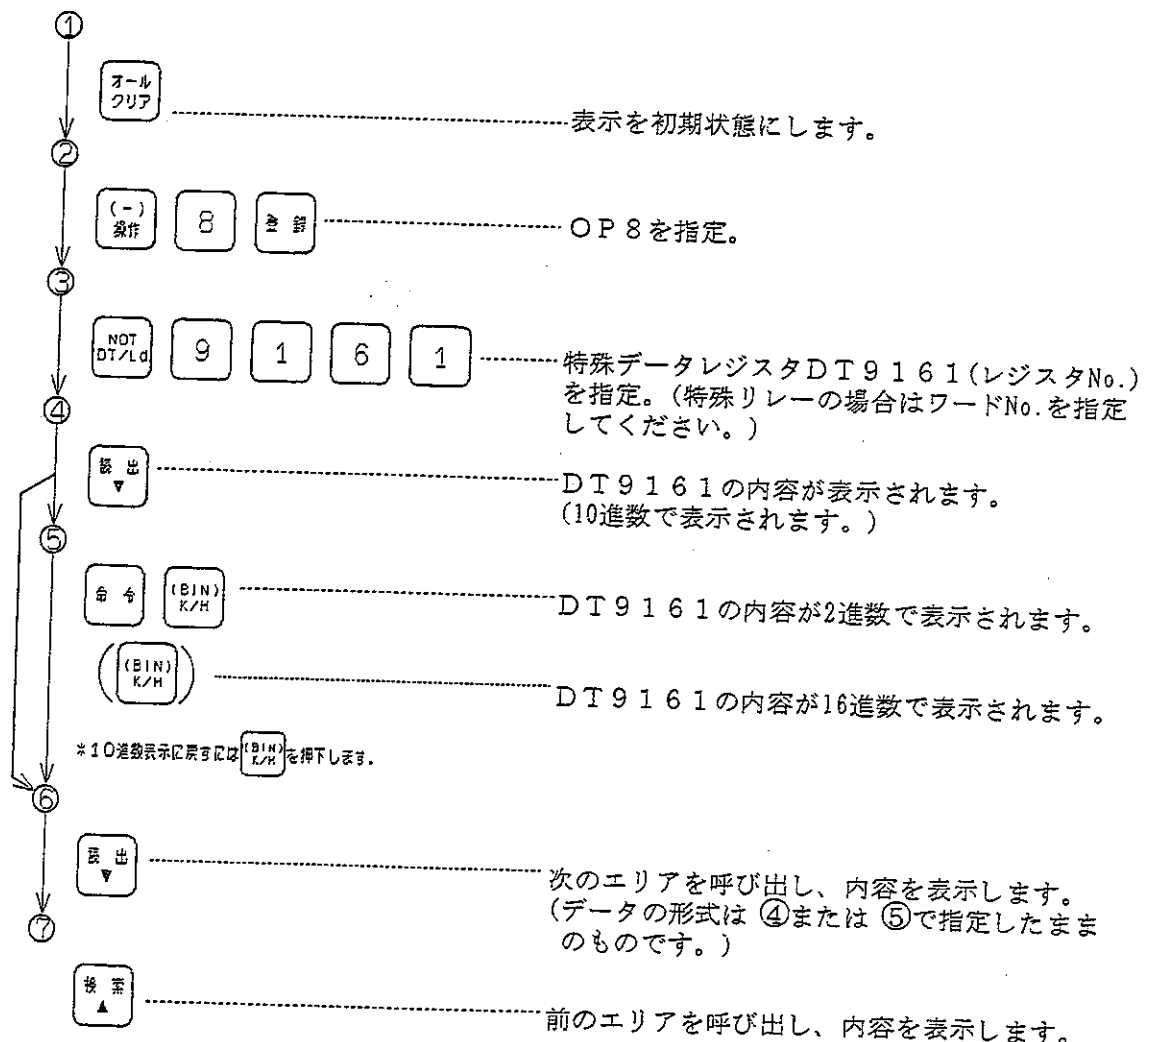 ①
オール
クリア
表示を初期状態にします。
②
(-)
操作
8
登 録
OP8を指定。
③
NOT
DT/Ld
9
1
6
1
特殊データレジスタDT9161(レジスタNo.)
を指定。(特殊リレーの場合はワードNo.を指定
してください。)
④
読 出
▼
DT9161の内容が表示されます。
(10進数で表示されます。)
⑤
命 令
(BIN)
K/H
DT9161の内容が2進数で表示されます。
(BIN)
K/H
DT9161の内容が16進数で表示されます。
*10進数表示に戻すには(BIN) K/Hを押下します.
⑥
読 出
▼
次のエリアを呼び出し、内容を表示します。
(データの形式は ④または ⑤で指定したまま
のものです。)
⑦
検 索
▲
前のエリアを呼び出し、内容を表示します。